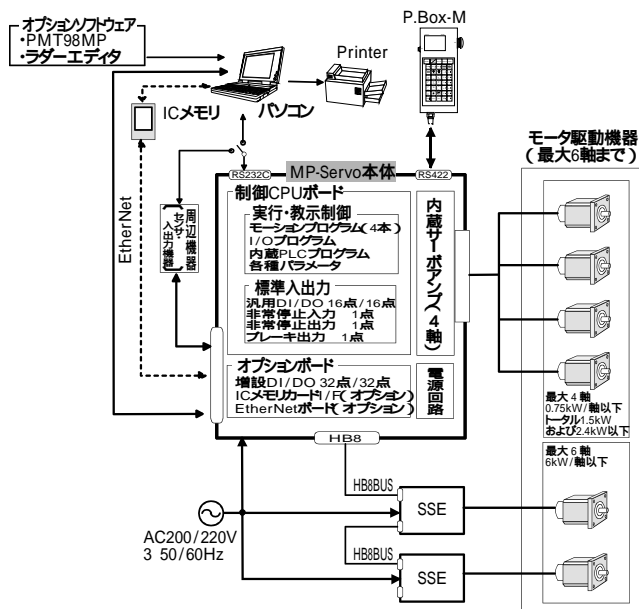 オプションソフトウェア
・PMT98MP
・ラダーエディタ
P.Box-M
Printer
ICメモリ
パソコン
モータ駆動機器
(最大6軸まで)
RS232C
MP-Servo本体
RS422
EtherNet
周辺機器
センサ・
入出力機器
制御CPUボード
実行・教示制御
モーションプログラム(4本)
I/Oプログラム
内蔵PLCプログラム
各種パラメータ
標準入出力
汎用DI/DO 16点/16点
非常停止入力 1点
非常停止出力 1点
ブレーキ出力 1点
内蔵サーボアンプ(4軸)
オプションボード
増設DI/DO 32点/32点
ICメモリカードI/F(オプション)
EtherNetボード(オプション)
電源回路
最大4軸
0.75kW/軸以下
トータル1.5kW
および2.4kW以下
HB8
最大6軸
6kW/軸以下
HB8BUS
SSE
AC200/220V
3 50/60Hz
HB8BUS
SSE